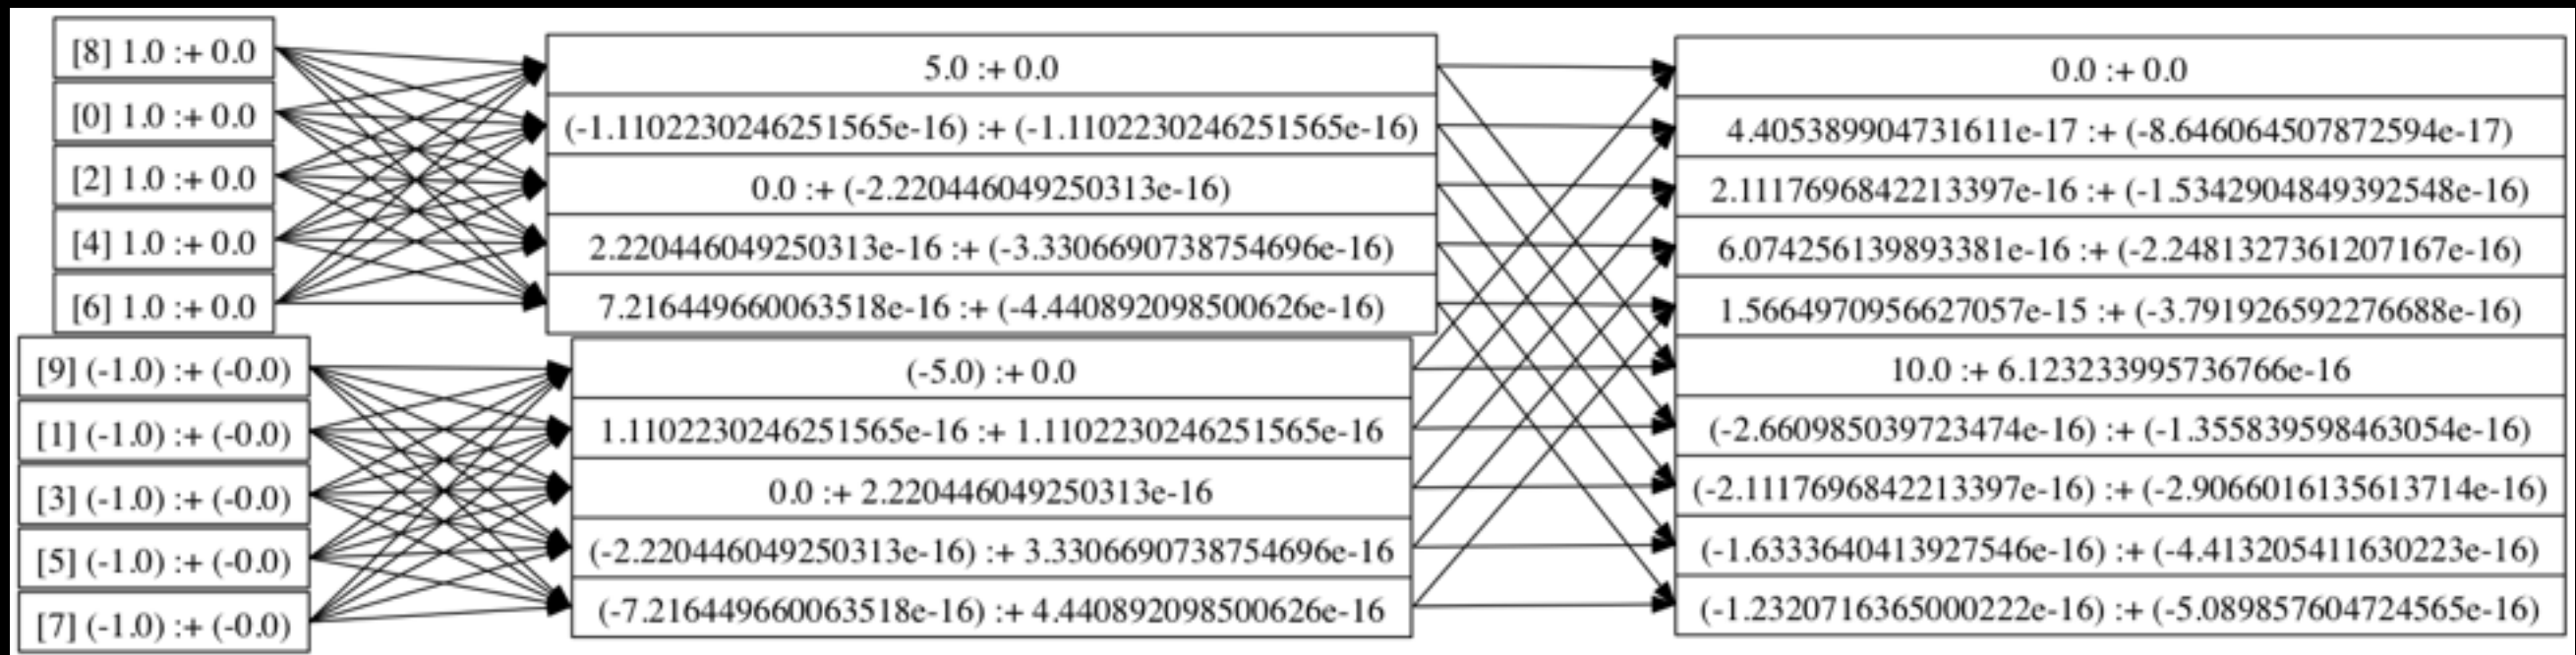 [8] 1.0 :+ 0.0
[0] 1.0 :+ 0.0
[2] 1.0 :+ 0.0
[4] 1.0 :+ 0.0
[6] 1.0 :+ 0.0
[9] (-1.0) :+ (-0.0)
[1] (-1.0) :+ (-0.0)
[3] (-1.0) :+ (-0.0)
[5] (-1.0) :+ (-0.0)
[7] (-1.0) :+ (-0.0)
5.0 :+ 0.0
(-1.1102230246251565e-16) :+ (-1.1102230246251565e-16)
0.0 :+ (-2.220446049250313e-16)
2.220446049250313e-16 :+ (-3.3306690738754696e-16)
7.216449660063518e-16 :+ (-4.440892098500626e-16)
(-5.0) :+ 0.0
1.1102230246251565e-16 :+ 1.1102230246251565e-16
0.0 :+ 2.220446049250313e-16
(-2.220446049250313e-16) :+ 3.3306690738754696e-16
(-7.216449660063518e-16) :+ 4.440892098500626e-16
0.0 :+ 0.0
4.405389904731611e-17 :+ (-8.646064507872594e-17)
2.1117696842213397e-16 :+ (-1.5342904849392548e-16)
6.074256139893381e-16 :+ (-2.2481327361207167e-16)
1.5664970956627057e-15 :+ (-3.791926592276688e-16)
10.0 :+ 6.123233995736766e-16
(-2.660985039723474e-16) :+ (-1.355839598463054e-16)
(-2.1117696842213397e-16) :+ (-2.9066016135613714e-16)
(-1.6333640413927546e-16) :+ (-4.413205411630223e-16)
(-1.2320716365000222e-16) :+ (-5.089857604724565e-16)